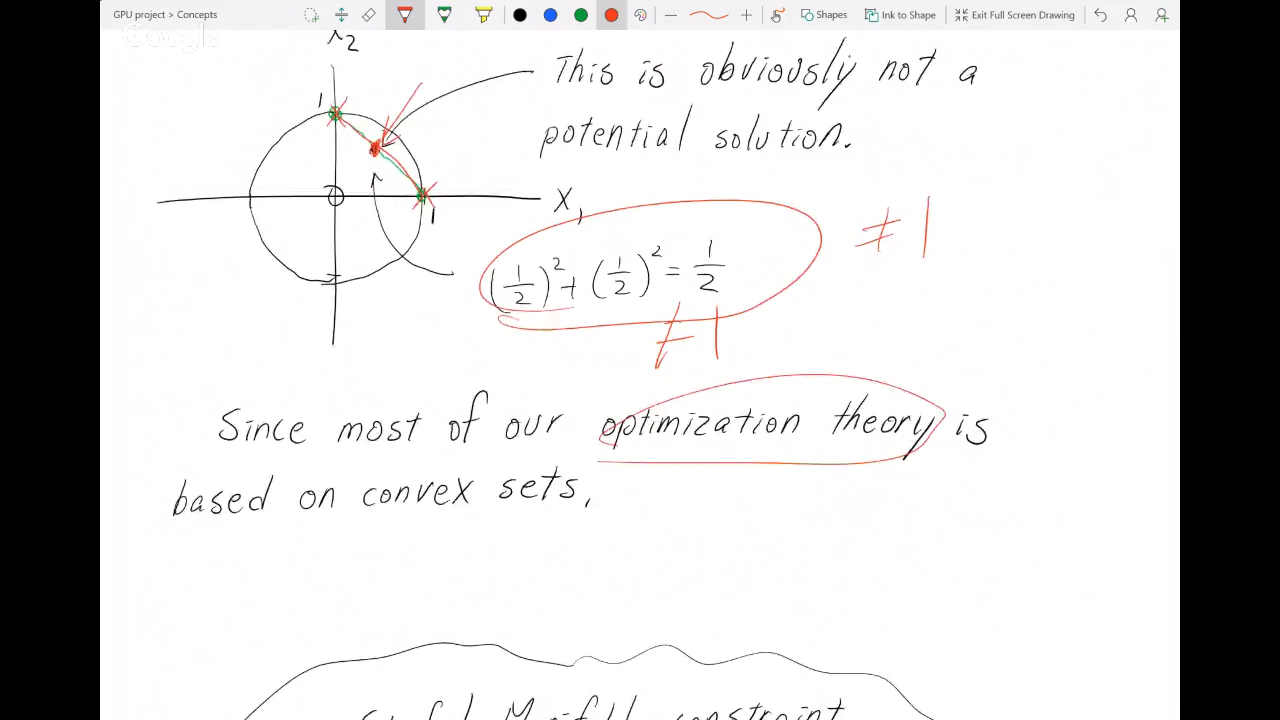 GPU project > Concepts
Shapes
Ink to Shape
Exit Full Screen Drawing
Google
This is obviously not a
potential solution.
1
X1
1
(1/2)² + (1/2)² = 1/2
≠ 1
≠ 1
Since most of our optimization theory is
based on convex sets,
constraint